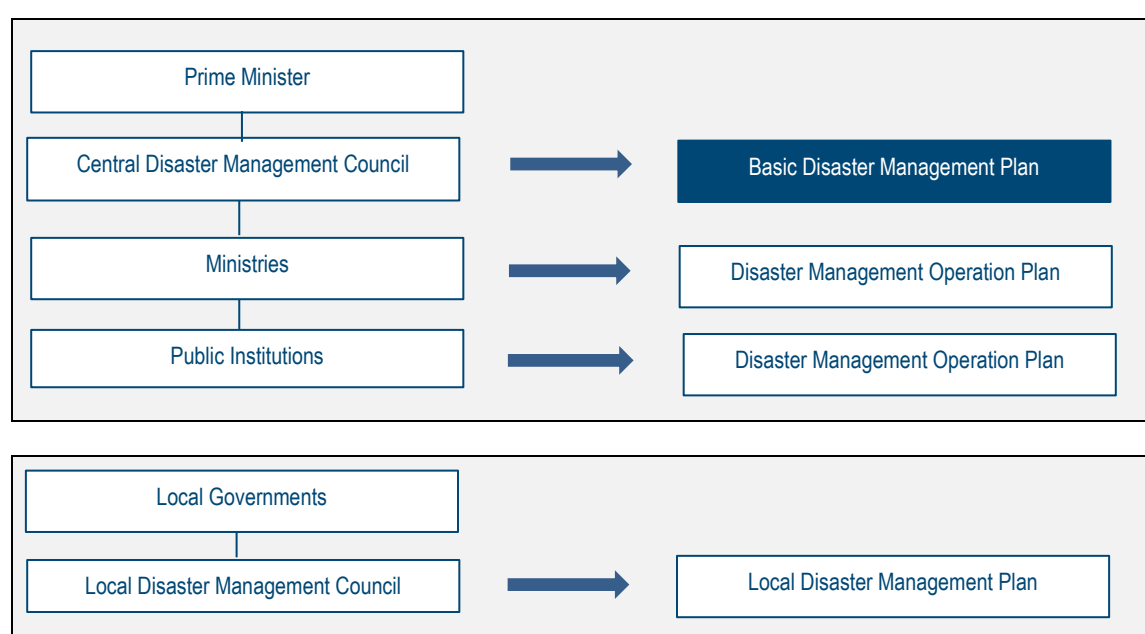 Prime Minister
Central Disaster Management Council
Basic Disaster Management Plan
Ministries
Disaster Management Operation Plan
Public Institutions
Disaster Management Operation Plan
Local Governments
Local Disaster Management Council
Local Disaster Management Plan